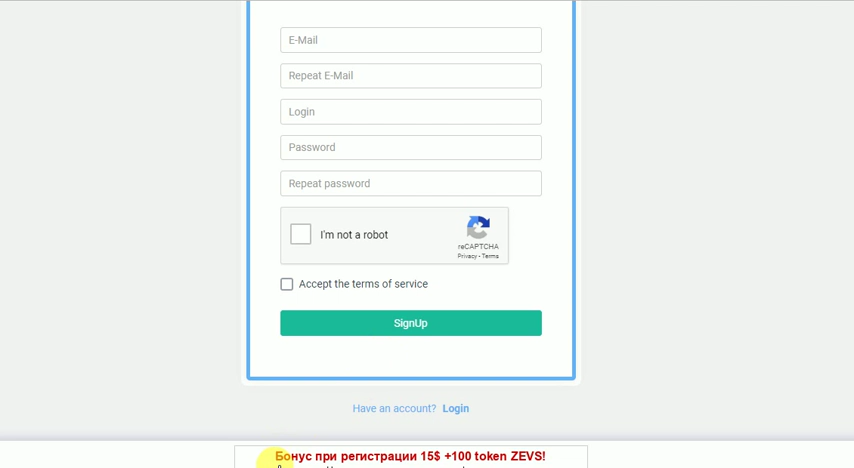 E-Mail
Repeat E-Mail
Login
Password
Repeat password
I'm not a robot
reCAPTCHA
Privacy - Terms
Accept the terms of service
SignUp
Have an account? Login
Бонус при регистрации 15$ +100 token ZEVS!